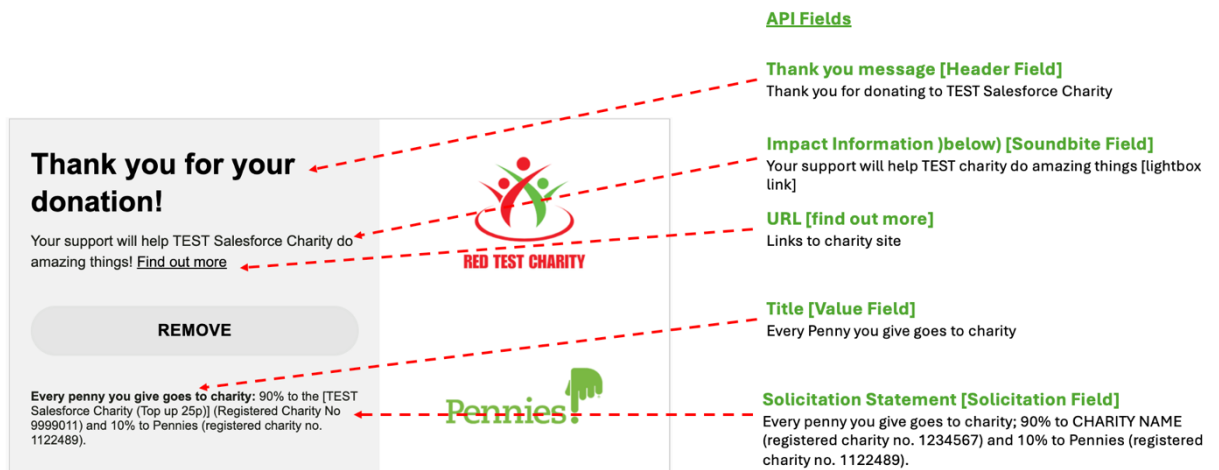 API Fields
Thank you message [Header Field]
Thank you for donating to TEST Salesforce Charity
Impact Information )below) [Soundbite Field]
Your support will help TEST charity do amazing things [lightbox
link]
URL [find out more]
Links to charity site
Title [Value Field]
Every Penny you give goes to charity
Solicitation Statement [Solicitation Field]
Every penny you give goes to charity; 90% to CHARITY NAME
(registered charity no. 1234567) and 10% to Pennies (registered
charity no. 1122489).
Thank you for your
donation!
Your support will help TEST Salesforce Charity do
amazing things! Find out more
REMOVE
Every penny you give goes to charity: 90% to the [TEST
Salesforce Charity (Top up 25p)] (Registered Charity No
9999011) and 10% to Pennies (registered charity no.
1122489).
RED TEST CHARITY
Pennies